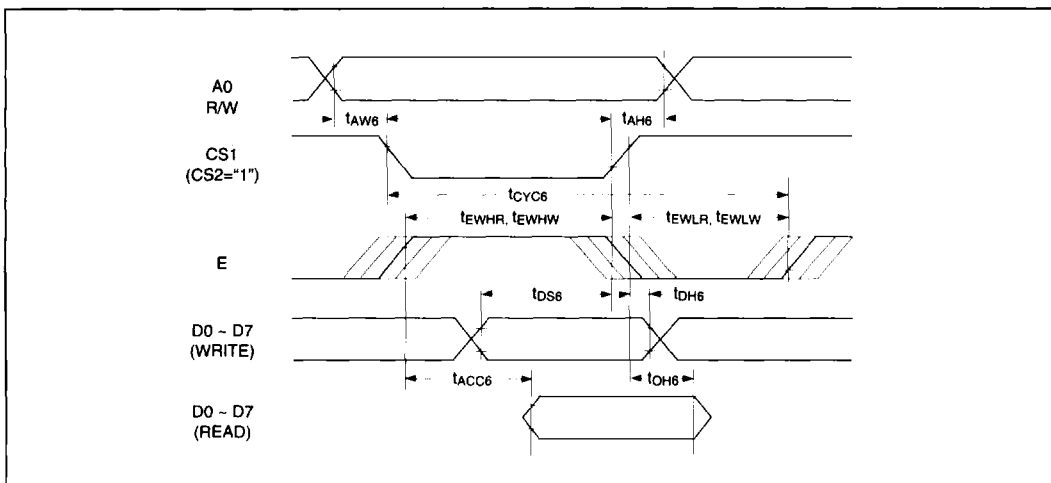 A0
R/W
tAW6
tAH6
CS1
(CS2="1")
tCYC6
tEWHR, tEWHW
tEWLR, tEWLW
E
tDS6
tDH6
D0 ~ D7
(WRITE)
tACC6
tOH6
D0 ~ D7
(READ)